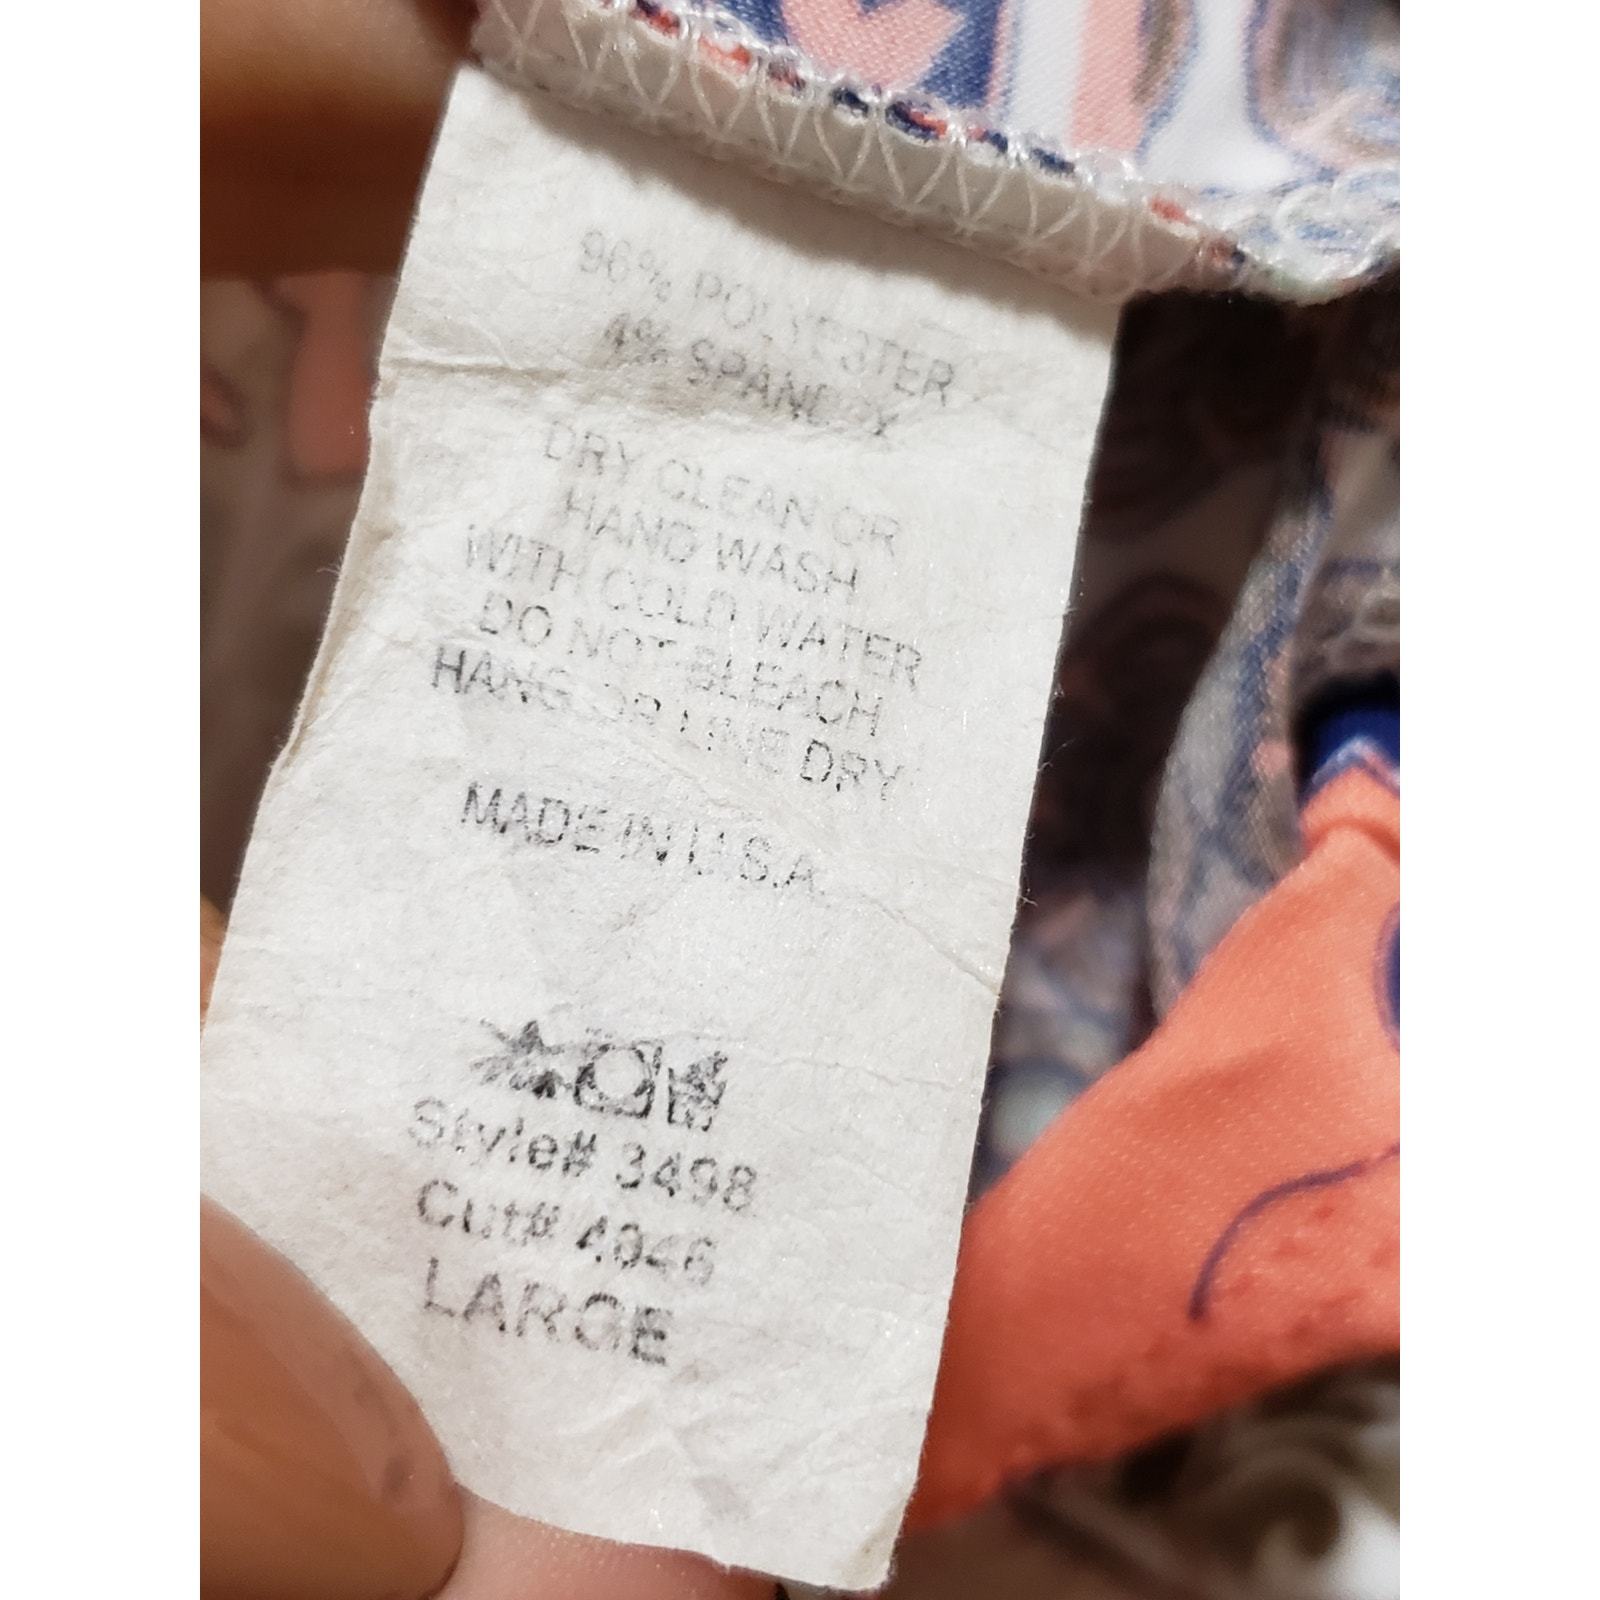 96% POLYESTER
4% SPANDEX
DRY CLEAN OR
HAND WASH
WITH COLD WATER
DO NOT BLEACH
HANG OR LINE DRY
MADE IN U.S.A.
Style# 3498
Cut# 4046
LARGE